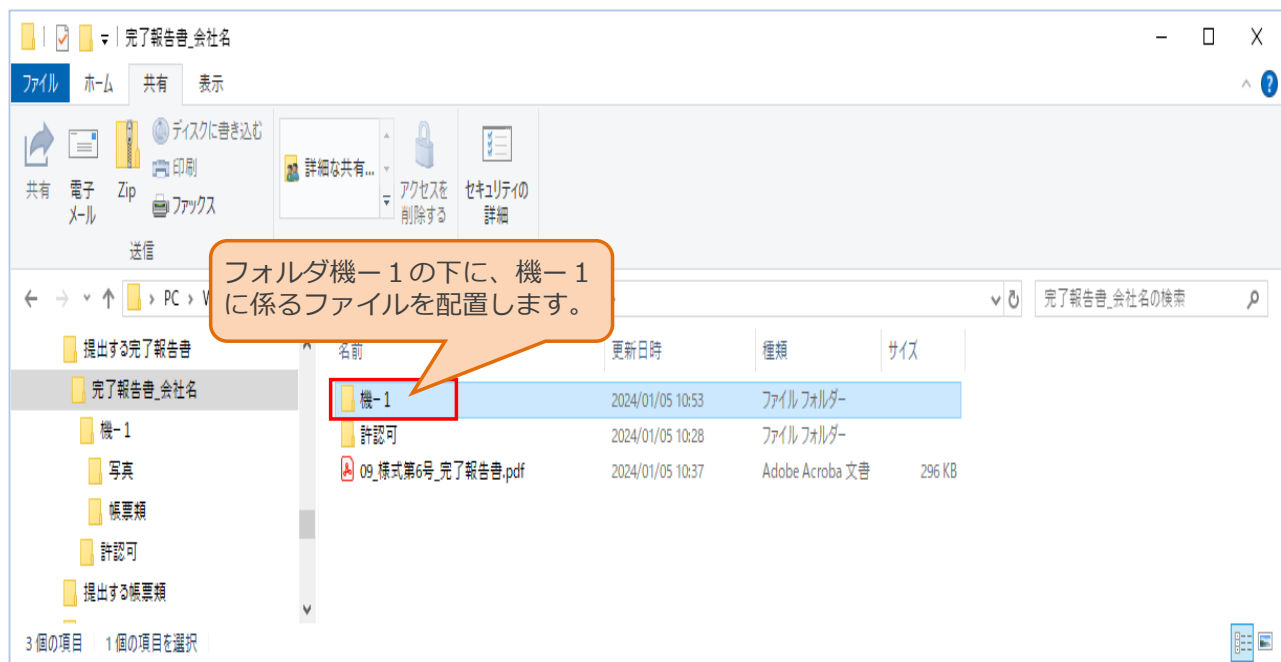 完了報告書_会社名
ファイル ホーム 共有 表示
共有
電子
メール
Zip
ディスクに書き込む
印刷
ファックス
送信
詳細な共有...
アクセスを
削除する
セキュリティの
詳細
フォルダ機ー１の下に、機ー１
に係るファイルを配置します。
PC
完了報告書_会社名の検索
提出する完了報告書
完了報告書_会社名
機-1
写真
帳票類
許認可
提出する帳票類
名前 更新日時 種類 サイズ
機-1 2024/01/05 10:53 ファイル フォルダー
許認可 2024/01/05 10:28 ファイル フォルダー
09_様式第6号_完了報告書.pdf 2024/01/05 10:37 Adobe Acroba 文書 296 KB
3 個の項目 1 個の項目を選択